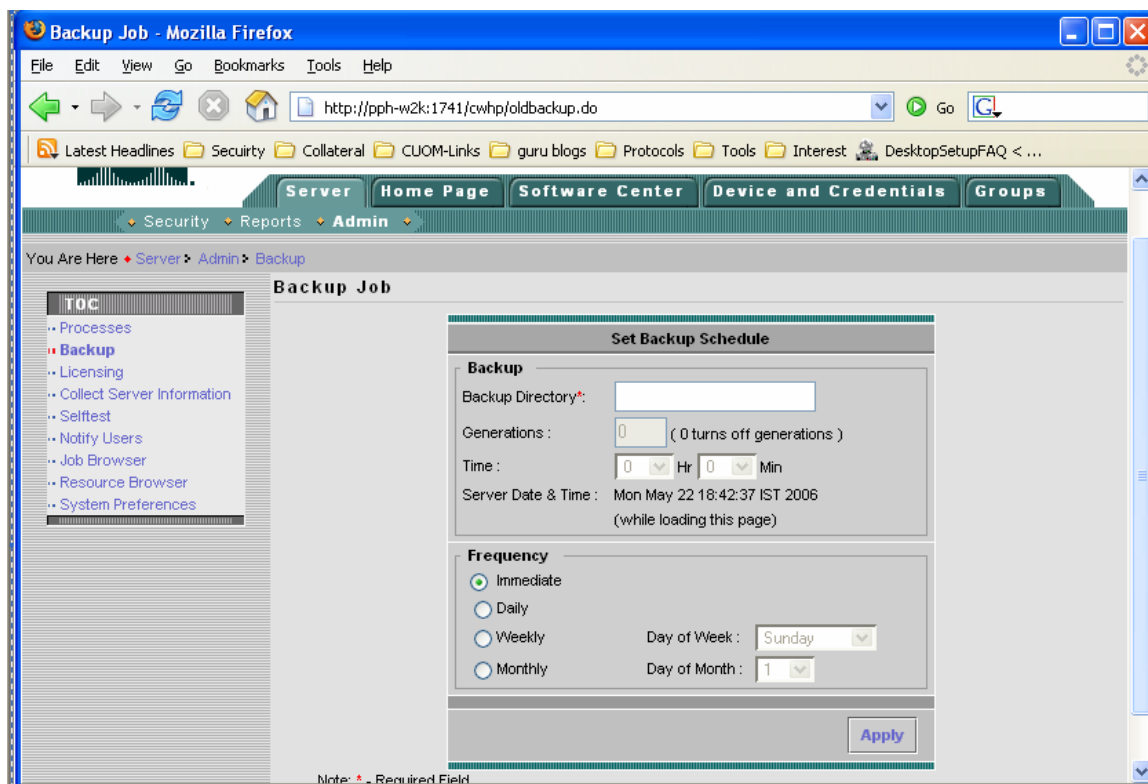 Backup Job - Mozilla Firefox
File Edit View Go Bookmarks Tools Help
http://pph-w2k:1741/cwhp/oldbackup.do Go G
Latest Headlines Secuirty Collateral CUOM-Links guru blogs Protocols Tools Interest DesktopSetupFAQ < ...
Server Home Page Software Center Device and Credentials Groups
Security Reports Admin
You Are Here Server > Admin > Backup
TOC
Processes
Backup
Licensing
Collect Server Information
Selftest
Notify Users
Job Browser
Resource Browser
System Preferences
Backup Job
Set Backup Schedule
Backup
Backup Directory*:
Generations : 0 ( 0 turns off generations )
Time : 0 Hr 0 Min
Server Date & Time : Mon May 22 18:42:37 IST 2006
(while loading this page)
Frequency
Immediate
Daily
Weekly Day of Week : Sunday
Monthly Day of Month : 1
Apply
Note: * - Required Field